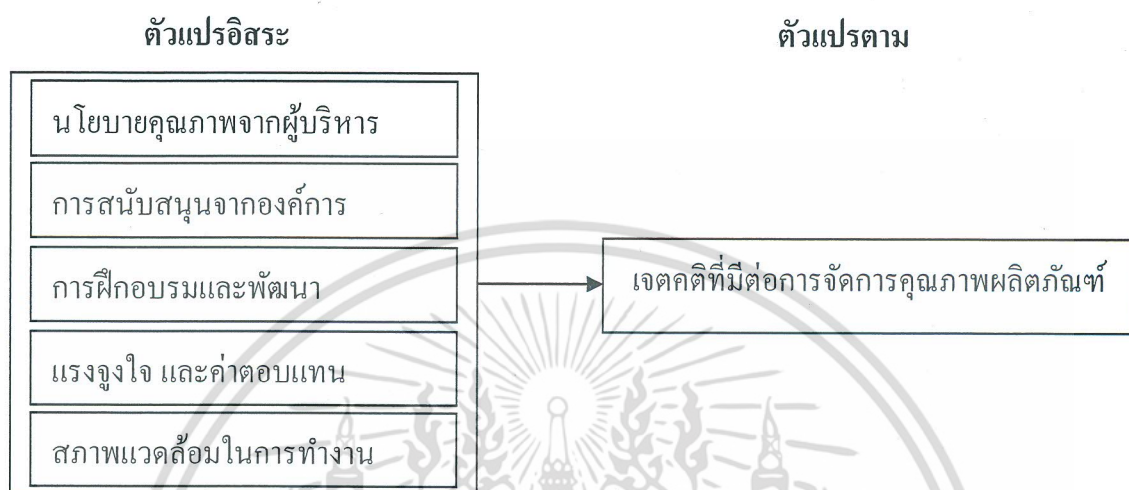 ตัวแปรอิสระ
ตัวแปรตาม
นโยบายคุณภาพจากผู้บริหาร
การสนับสนุนจากองค์การ
การฝึกอบรมและพัฒนา
แรงจูงใจ และค่าตอบแทน
สภาพแวดล้อมในการทำงาน
เจตคติที่มีต่อการจัดการคุณภาพผลิตภัณฑ์